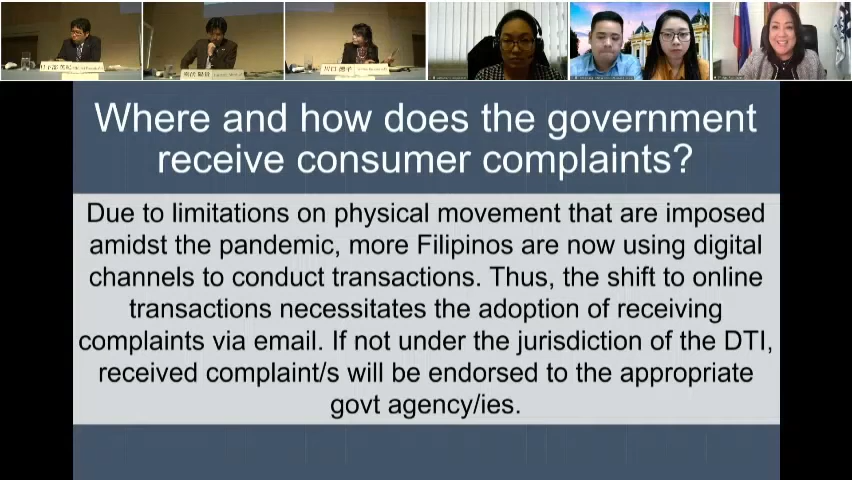 Where and how does the government
receive consumer complaints?
Due to limitations on physical movement that are imposed
amidst the pandemic, more Filipinos are now using digital
channels to conduct transactions. Thus, the shift to online
transactions necessitates the adoption of receiving
complaints via email. If not under the jurisdiction of the DTI,
received complaint/s will be endorsed to the appropriate
govt agency/ies.